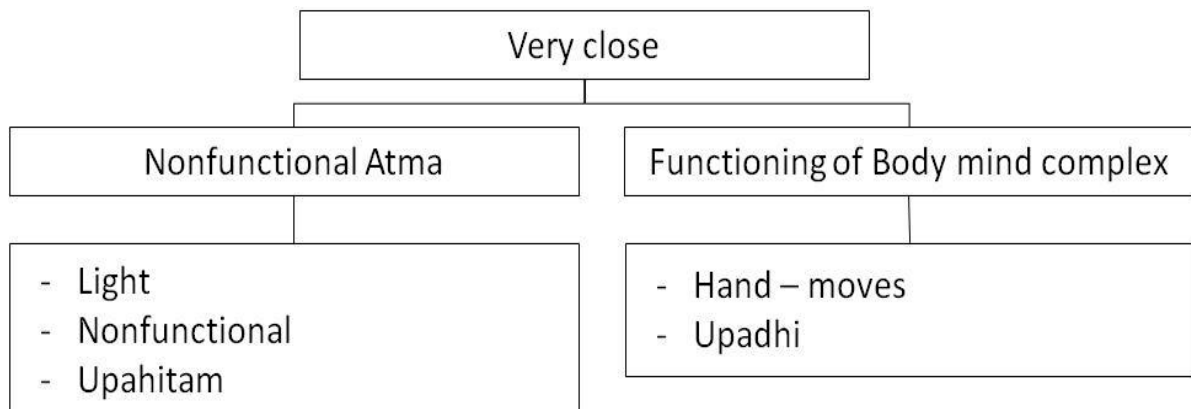 Very close
Nonfunctional Atma
- Light
- Nonfunctional
- Upahitam
Functioning of Body mind complex
- Hand – moves
- Upadhi